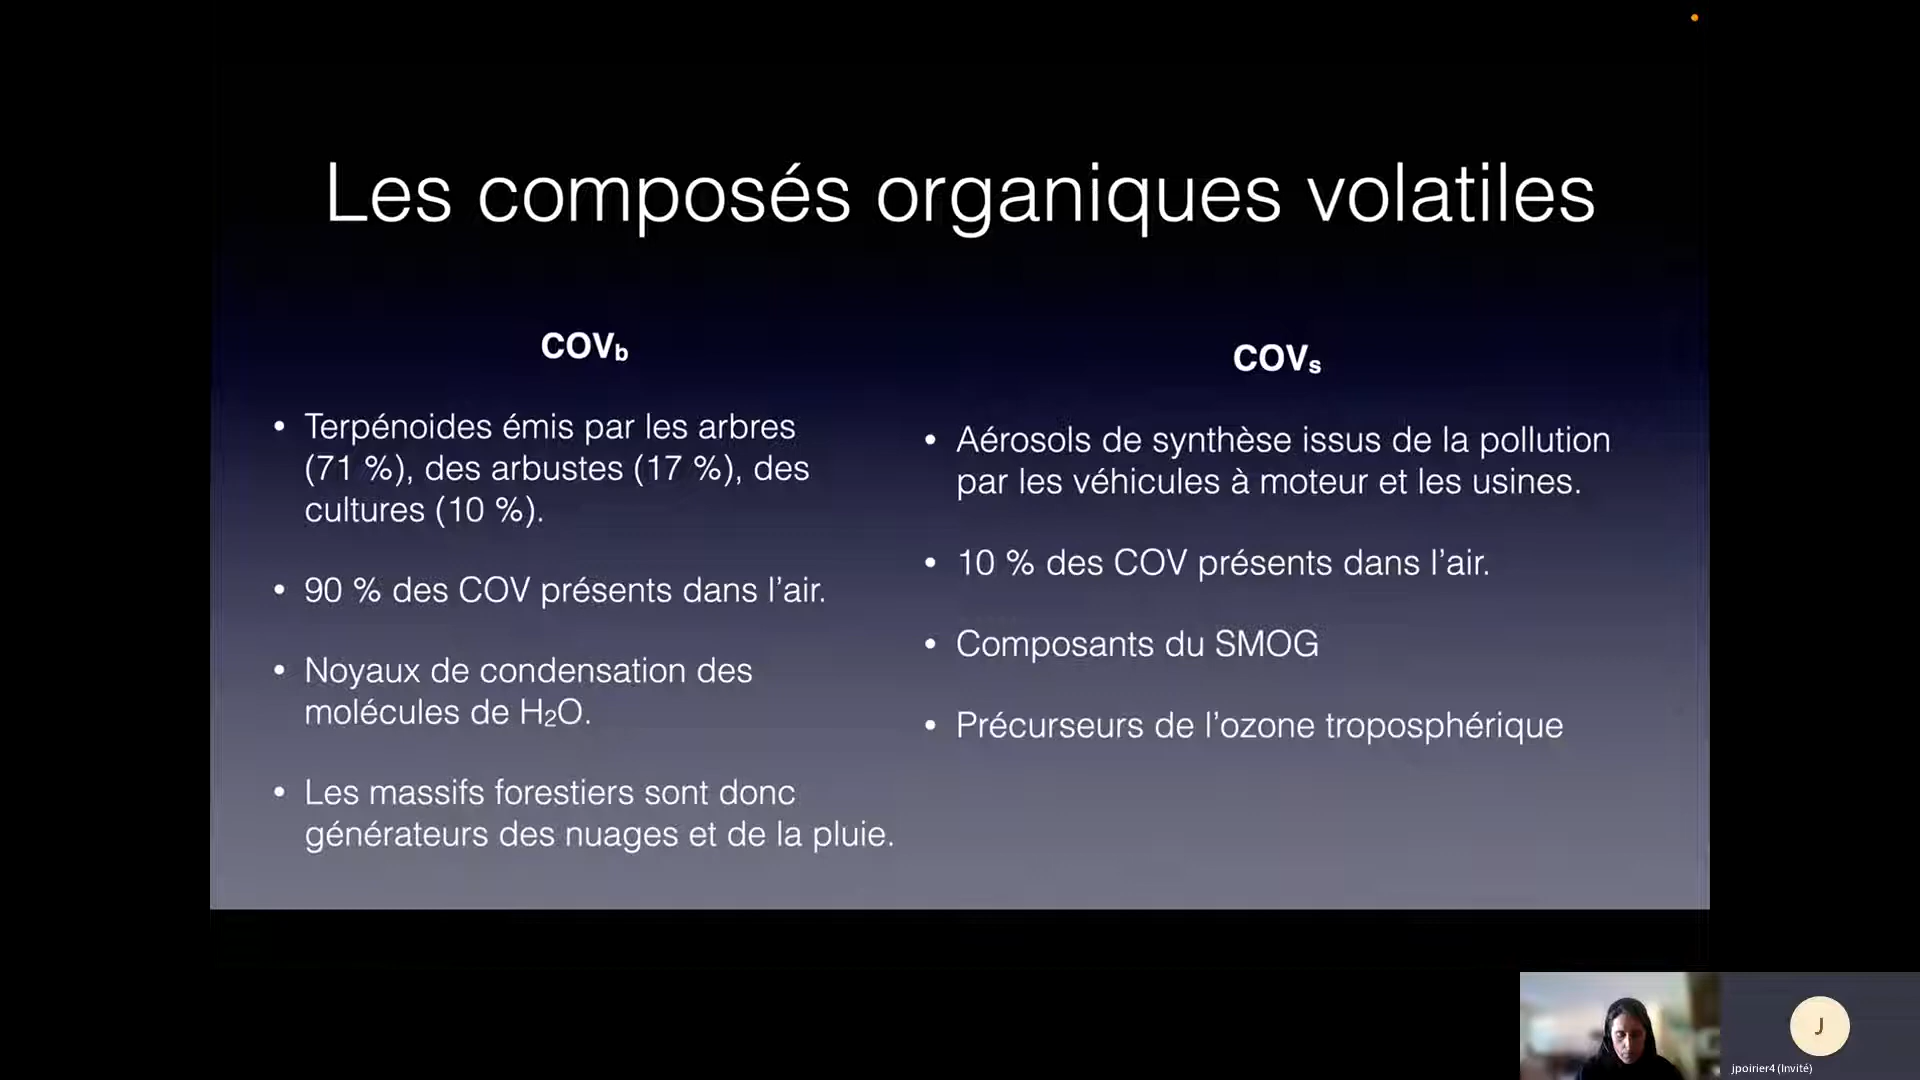 Les composés organiques volatiles
COVb
• Terpénoides émis par les arbres
(71 %), des arbustes (17 %), des
cultures (10 %).
• 90 % des COV présents dans l’air.
• Noyaux de condensation des
molécules de H₂O.
• Les massifs forestiers sont donc
générateurs des nuages et de la pluie.
COVs
• Aérosols de synthèse issus de la pollution
par les véhicules à moteur et les usines.
• 10 % des COV présents dans l’air.
• Composants du SMOG
• Précurseurs de l’ozone troposphérique
J
jpoirier4 (Invité)